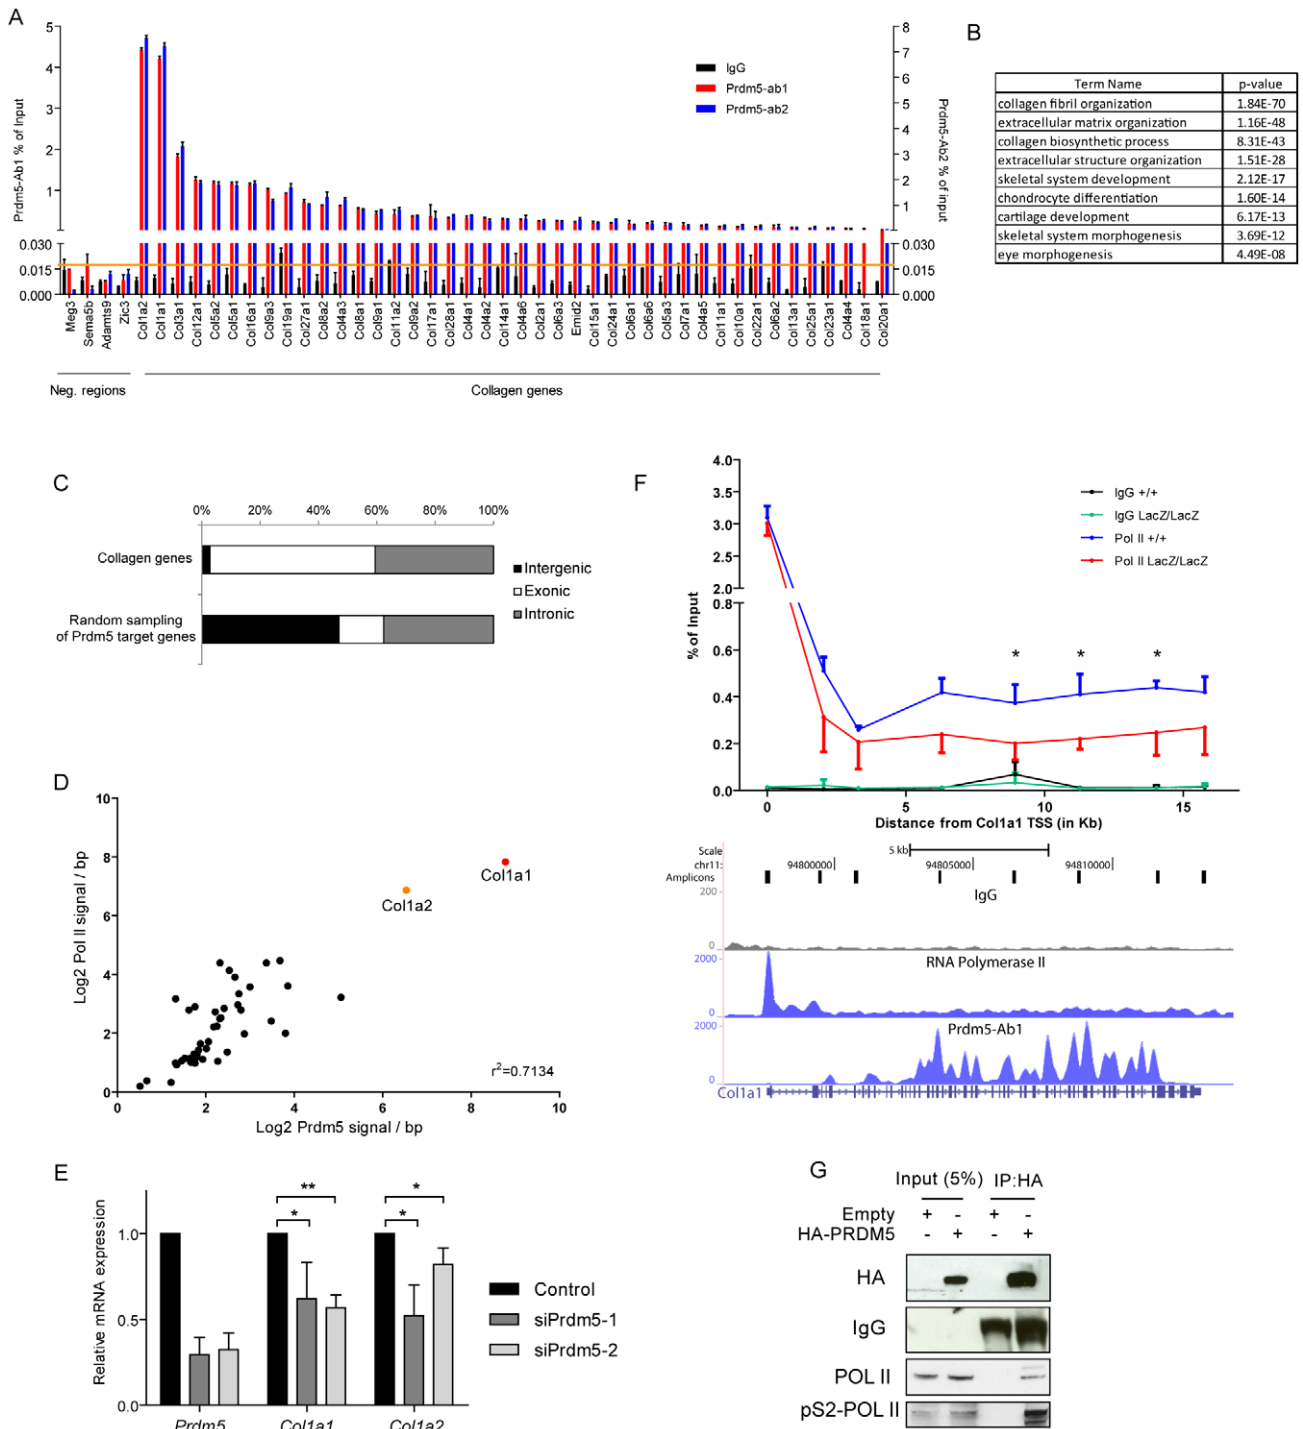 A
Prdm5-Ab1 % of Input
5
4
3
2
1
0.030
0.015
0.000
IgG
Prdm5-ab1
Prdm5-ab2
8
7
6
5
4
3
2
1
0.030
0.015
0.000
Prdm5-Ab2 % of input
Meg3
Sema5b
Adamts9
Zic3
Col1a2
Col1a1
Col3a1
Col12a1
Col5a2
Col5a1
Col16a1
Col9a3
Col19a1
Col27a1
Col8a2
Col4a3
Col8a1
Col9a1
Col11a2
Col9a2
Col17a1
Col28a1
Col4a1
Col4a2
Col14a1
Col4a6
Col2a1
Col6a3
Emid2
Col15a1
Col24a1
Col6a1
Col6a6
Col5a3
Col7a1
Col4a5
Col11a1
Col10a1
Col22a1
Col6a2
Col13a1
Col25a1
Col23a1
Col4a4
Col18a1
Col20a1
Neg. regions
Collagen genes
B
Term Name p-value
collagen fibril organization 1.84E-70
extracellular matrix organization 1.16E-48
collagen biosynthetic process 8.31E-43
extracellular structure organization 1.51E-28
skeletal system development 2.12E-17
chondrocyte differentiation 1.60E-14
cartilage development 6.17E-13
skeletal system morphogenesis 3.69E-12
eye morphogenesis 4.49E-08
C
0% 20% 40% 60% 80% 100%
Collagen genes
Random sampling
of Prdm5 target genes
Intergenic
Exonic
Intronic
D
Log2 Pol II signal / bp
10
8
6
4
2
0
Col1a1
Col1a2
r2=0.7134
0 2 4 6 8 10
Log2 Prdm5 signal / bp
E
Relative mRNA expression
1.0
0.5
0.0
** * * *
Prdm5 Col1a1 Col1a2
Control
siPrdm5-1
siPrdm5-2
F
% of Input
4.0
3.5
3.0
2.5
2.0
0.8
0.6
0.4
0.2
0.0
IgG +/+
IgG LacZ/LacZ
Pol II +/+
Pol II LacZ/LacZ
* * *
0 5 10 15
Distance from Col1a1 TSS (in Kb)
Scale 5 kb
chr11: 94800000 94805000 94810000
Amplicons
IgG
200
0
RNA Polymerase II
2000
0
Prdm5-Ab1
2000
0
Col1a1
G
Input (5%) IP:HA
Empty + - + -
HA-PRDM5 - + - +
HA
IgG
POL II
pS2-POL II